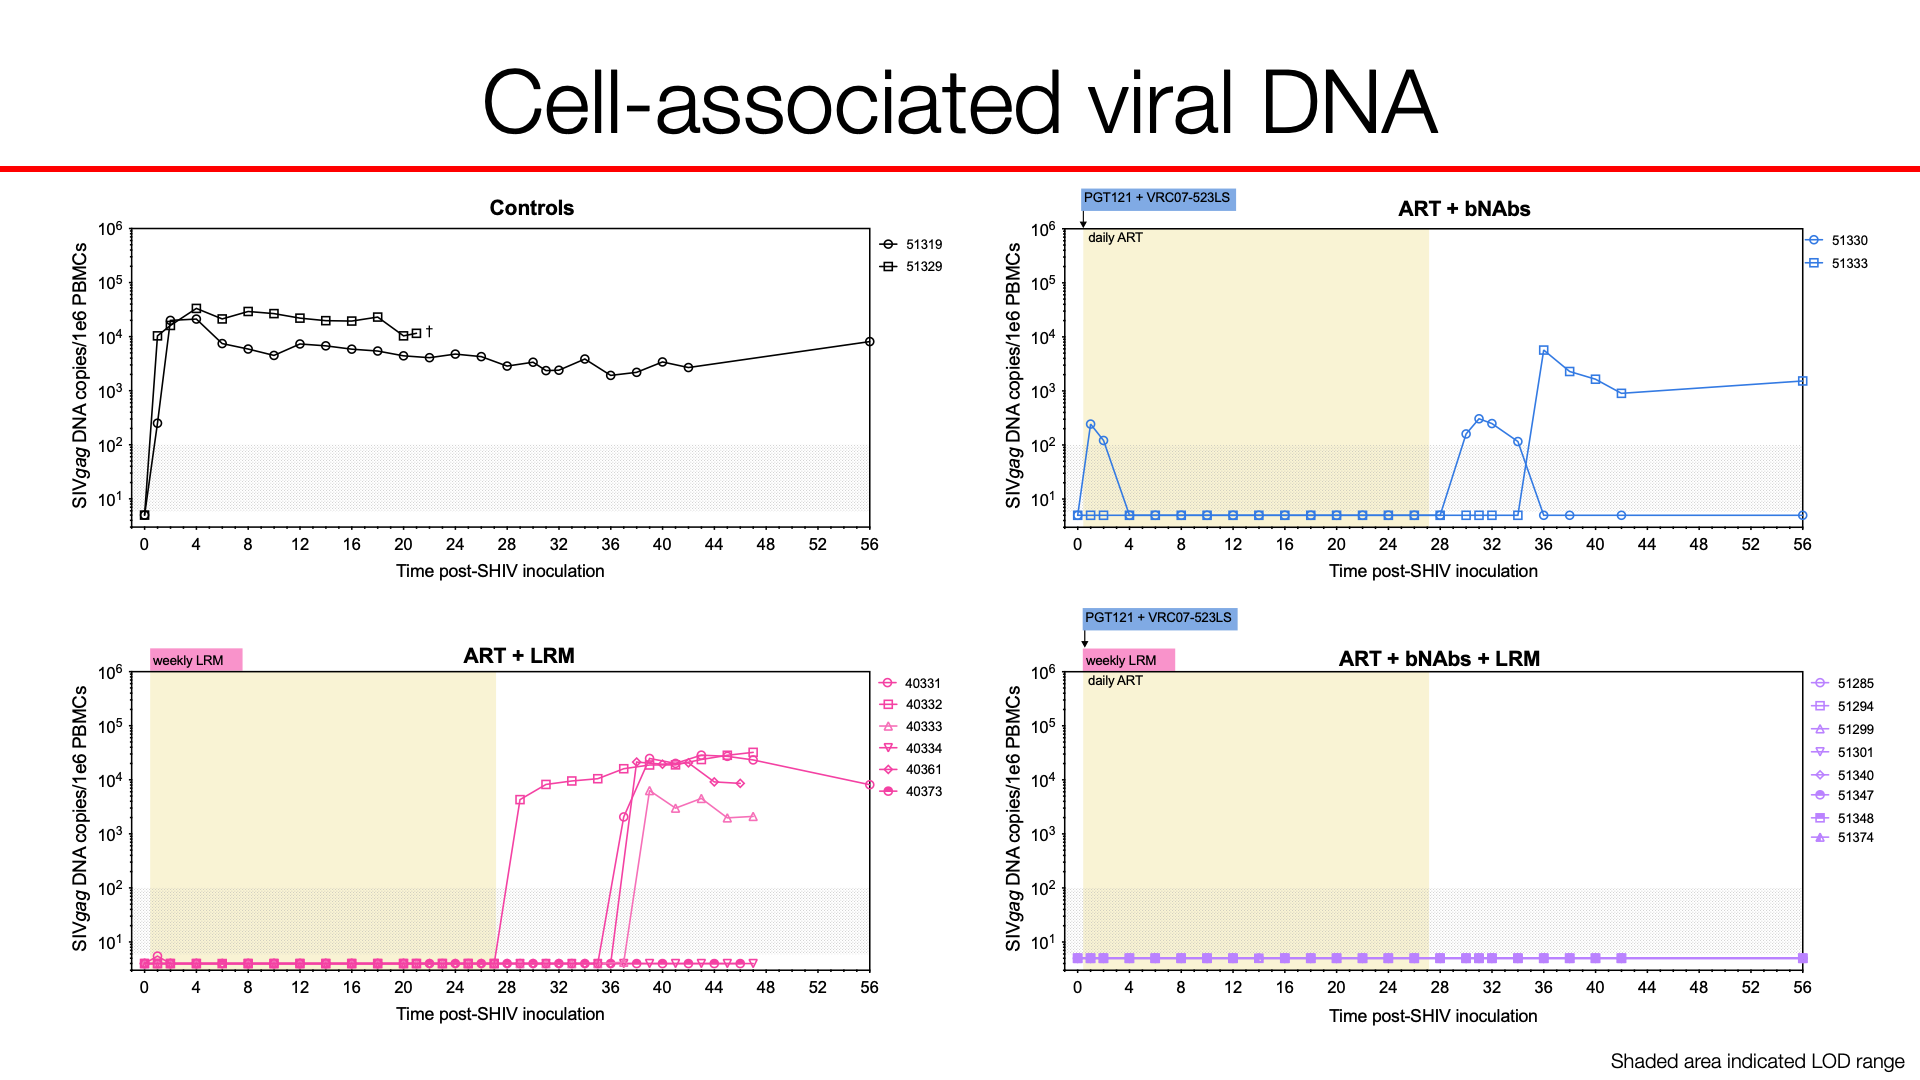 Cell-associated viral DNA
Controls
SIVgag DNA copies/1e6 PBMCs
10^6
10^5
10^4
10^3
10^2
10^1
†
0 4 8 12 16 20 24 28 32 36 40 44 48 52 56
Time post-SHIV inoculation
51319
51329
PGT121 + VRC07-523LS
ART + bNAbs
daily ART
SIVgag DNA copies/1e6 PBMCs
10^6
10^5
10^4
10^3
10^2
10^1
0 4 8 12 16 20 24 28 32 36 40 44 48 52 56
Time post-SHIV inoculation
51330
51333
weekly LRM
ART + LRM
SIVgag DNA copies/1e6 PBMCs
10^6
10^5
10^4
10^3
10^2
10^1
0 4 8 12 16 20 24 28 32 36 40 44 48 52 56
Time post-SHIV inoculation
40331
40332
40333
40334
40361
40373
PGT121 + VRC07-523LS
weekly LRM
ART + bNAbs + LRM
daily ART
SIVgag DNA copies/1e6 PBMCs
10^6
10^5
10^4
10^3
10^2
10^1
0 4 8 12 16 20 24 28 32 36 40 44 48 52 56
Time post-SHIV inoculation
51285
51294
51299
51301
51340
51347
51348
51374
Shaded area indicated LOD range